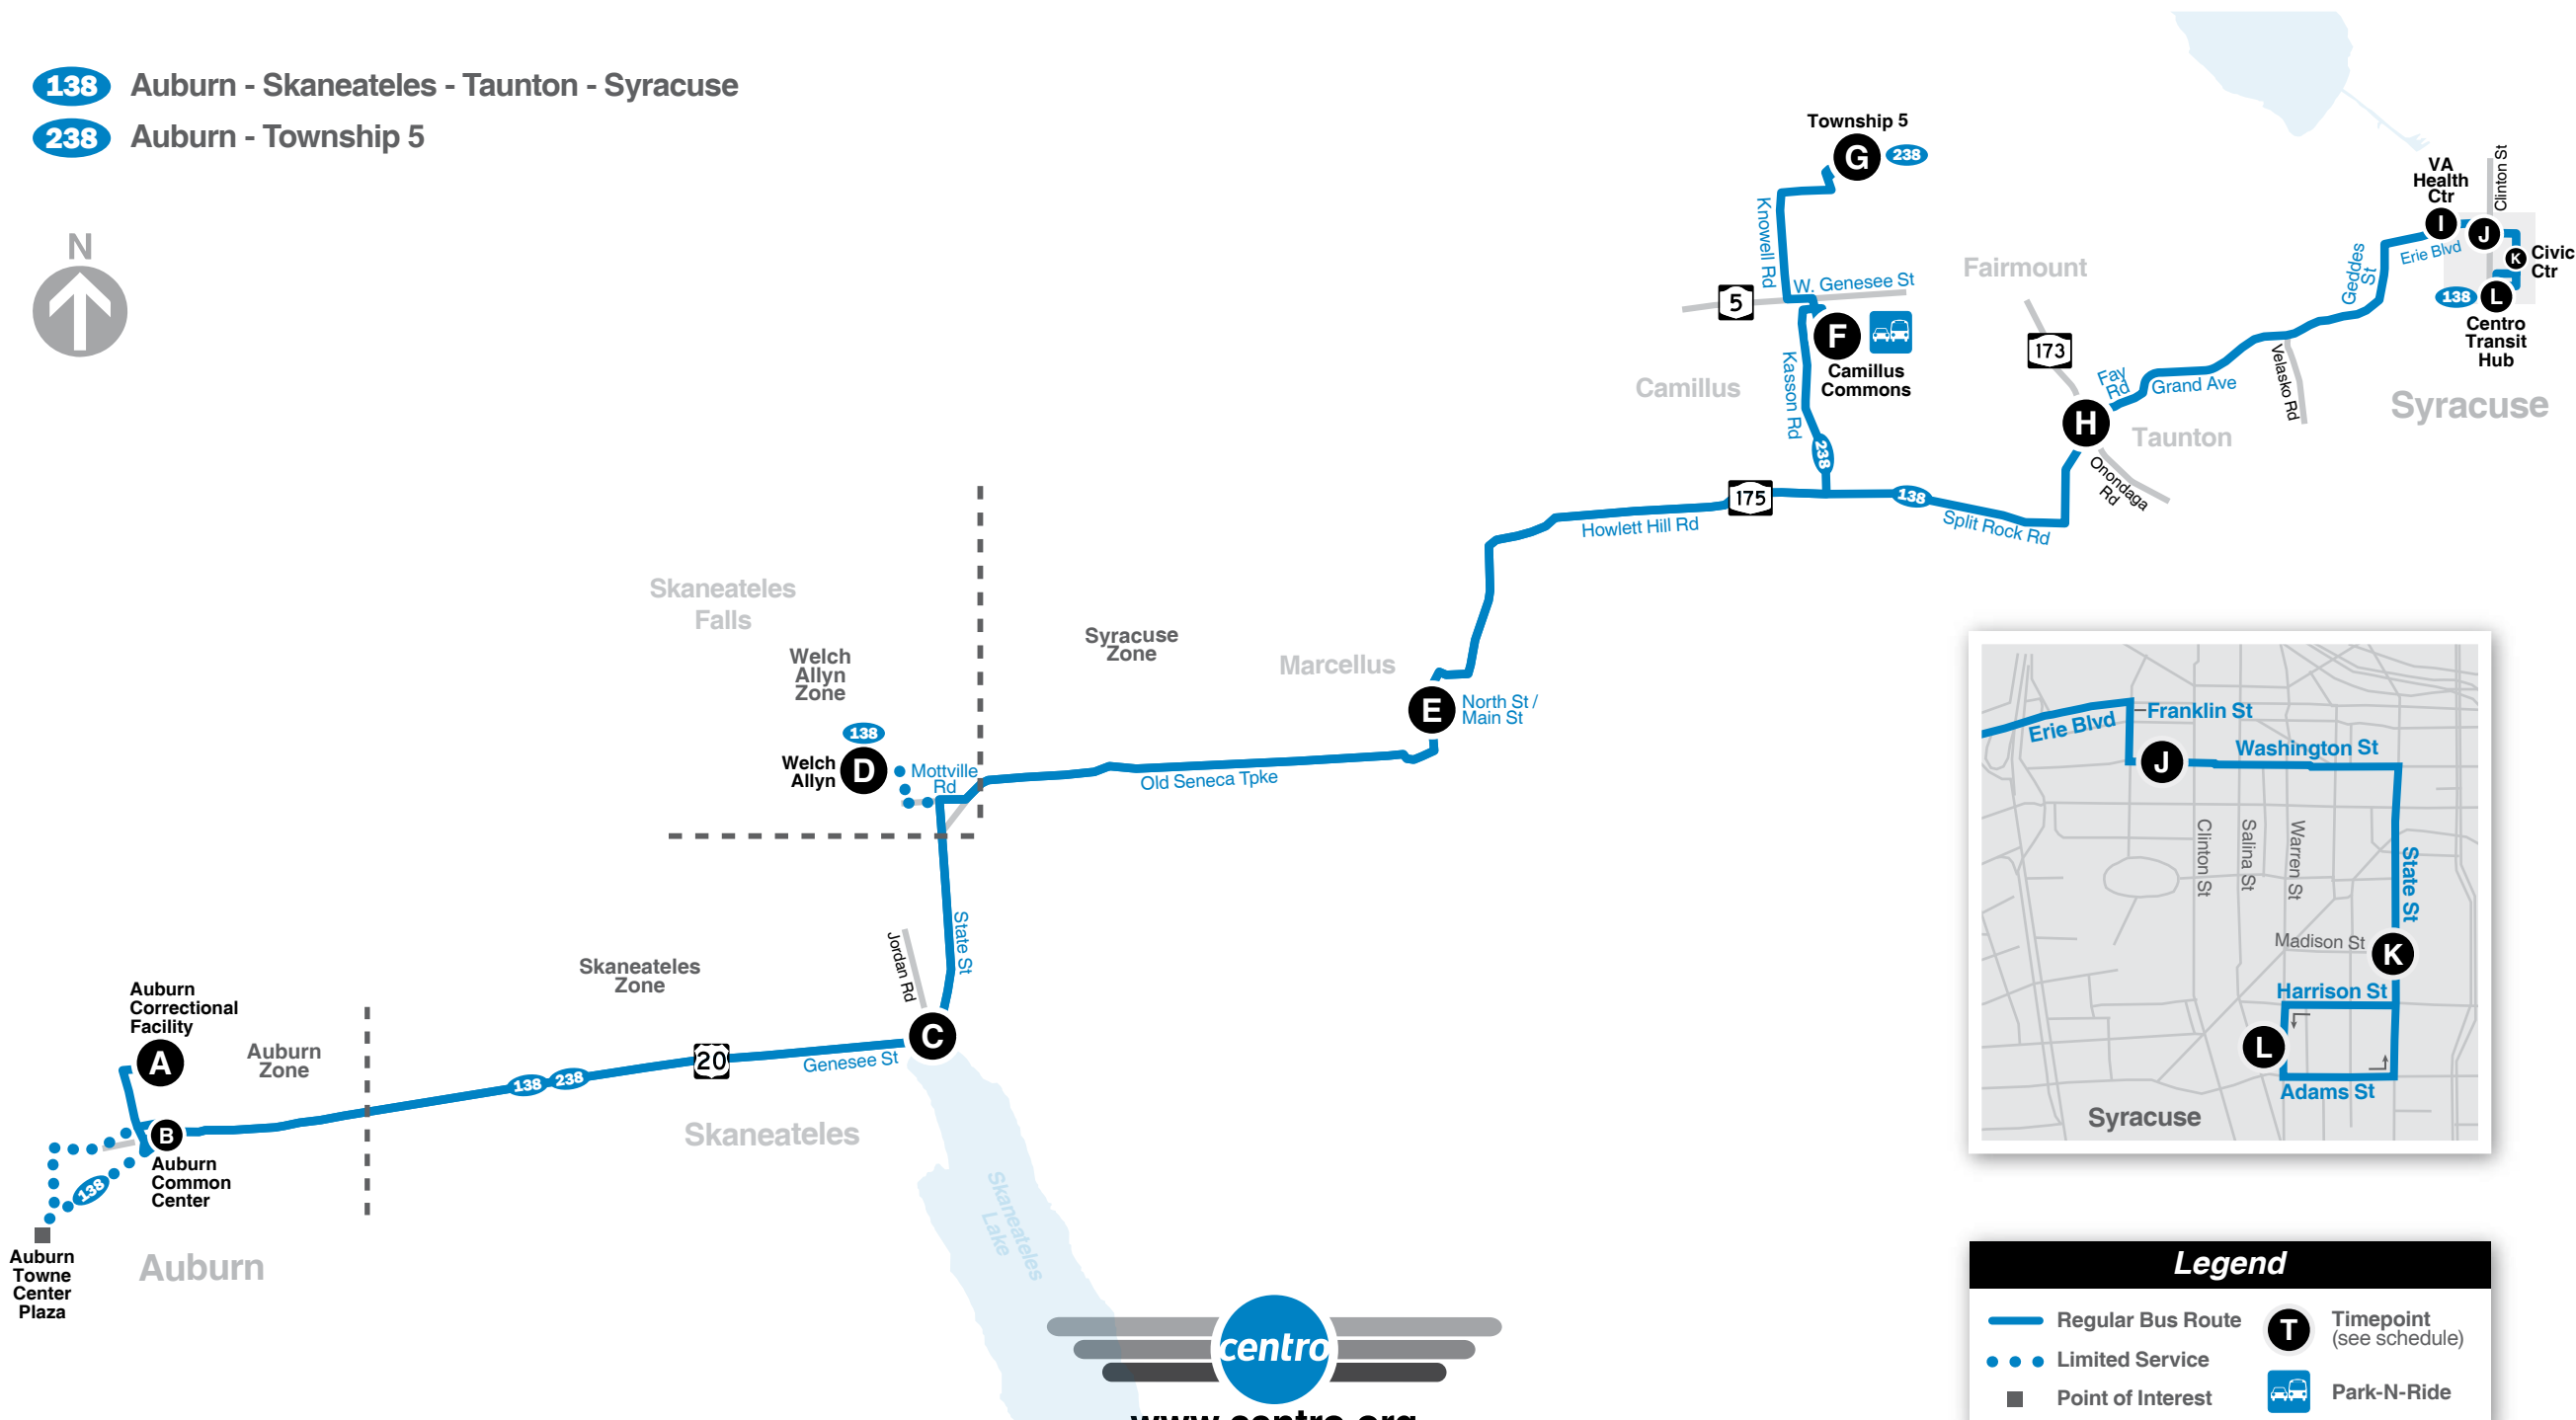 138 Auburn - Skaneateles - Taunton - Syracuse
238 Auburn - Township 5
N
Township 5
G 238
Knowell Rd
W. Genesee St
5
F
Camillus
Commons
Kasson Rd
Camillus
238
Fairmount
173
Fay
Rd
Grand Ave
H
Taunton
Onondaga
Rd
Velasko Rd
Geddes
St
Erie Blvd
VA
Health
Ctr
Clinton St
I
J
K
Civic
Ctr
138 L
Centro
Transit
Hub
Syracuse
175
138
Howlett Hill Rd
Split Rock Rd
Skaneateles
Falls
Welch
Allyn
Zone
Syracuse
Zone
Marcellus
E
North St /
Main St
138
Welch
Allyn
D
Mottville
Rd
Old Seneca Tpke
State St
Jordan Rd
Skaneateles
Zone
C
Auburn
Correctional
Facility
A
Auburn
Zone
138 238
20
Genesee St
B
Auburn
Common
Center
138
Skaneateles
Skaneateles
Lake
Auburn
Towne
Center
Plaza
Auburn
Erie Blvd
Franklin St
J
Washington St
Clinton St
Salina St
Warren St
State St
Madison St
K
Harrison St
L
Adams St
Syracuse
centro
www.centro.org
Legend
Regular Bus Route
T
Timepoint
(see schedule)
Limited Service
Point of Interest
Park-N-Ride